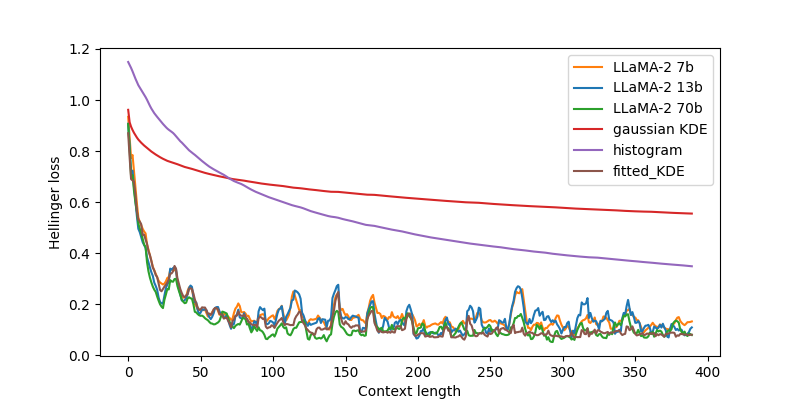 1.2
1.0
0.8
0.6
0.4
0.2
0.0
Hellinger loss
LLaMA-2 7b
LLaMA-2 13b
LLaMA-2 70b
gaussian KDE
histogram
fitted_KDE
0 50 100 150 200 250 300 350 400
Context length